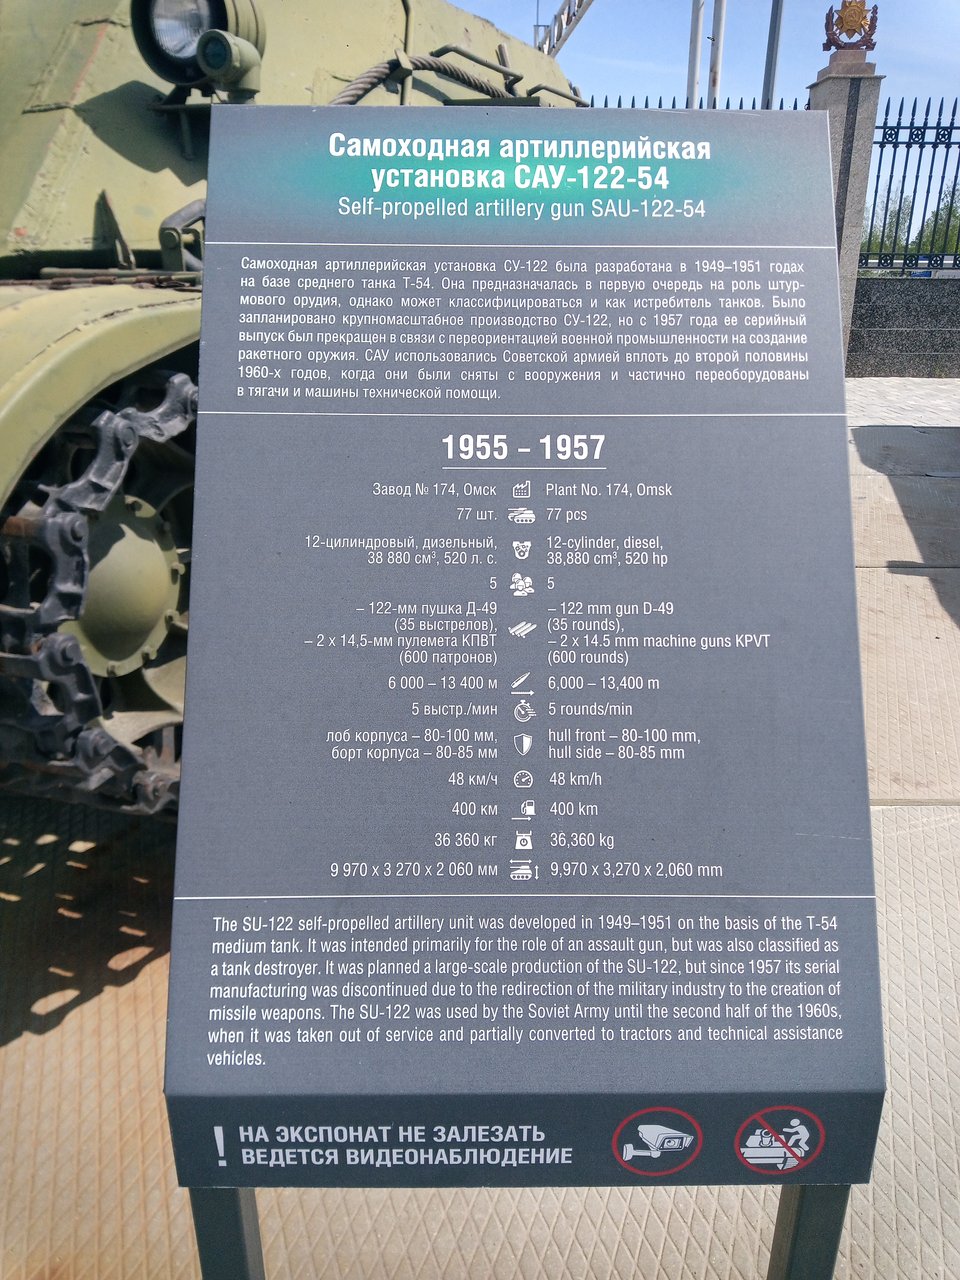 Самоходная артиллерийская
установка САУ-122-54
Self-propelled artillery gun SAU-122-54
Самоходная артиллерийская установка СУ-122 была разработана в 1949–1951 годах
на базе среднего танка Т-54. Она предназначалась в первую очередь на роль штур-
мового орудия, однако может классифицироваться и как истребитель танков. Было
запланировано крупномасштабное производство СУ-122, но с 1957 года ее серийный
выпуск был прекращен в связи с переориентацией военной промышленности на создание
ракетного оружия. САУ использовались Советской армией вплоть до второй половины
1960-х годов, когда они были сняты с вооружения и частично переоборудованы
в тягачи и машины технической помощи.
1955 – 1957
Завод № 174, Омск Plant No. 174, Omsk
77 шт. 77 pcs
12-цилиндровый, дизельный, 12-cylinder, diesel,
38 880 см³, 520 л. с. 38,880 cm³, 520 hp
5 5
– 122-мм пушка Д-49 – 122 mm gun D-49
(35 выстрелов), (35 rounds),
– 2 х 14,5-мм пулемета КПВТ – 2 x 14.5 mm machine guns KPVT
(600 патронов) (600 rounds)
6 000 – 13 400 м 6,000 – 13,400 m
5 выстр./мин 5 rounds/min
лоб корпуса – 80-100 мм, hull front – 80-100 mm,
борт корпуса – 80-85 мм hull side – 80-85 mm
48 км/ч 48 km/h
400 км 400 km
36 360 кг 36,360 kg
9 970 х 3 270 х 2 060 мм 9,970 x 3,270 x 2,060 mm
The SU-122 self-propelled artillery unit was developed in 1949–1951 on the basis of the T-54
medium tank. It was intended primarily for the role of an assault gun, but was also classified as
a tank destroyer. It was planned a large-scale production of the SU-122, but since 1957 its serial
manufacturing was discontinued due to the redirection of the military industry to the creation of
missile weapons. The SU-122 was used by the Soviet Army until the second half of the 1960s,
when it was taken out of service and partially converted to tractors and technical assistance
vehicles.
! НА ЭКСПОНАТ НЕ ЗАЛЕЗАТЬ
ВЕДЕТСЯ ВИДЕОНАБЛЮДЕНИЕ